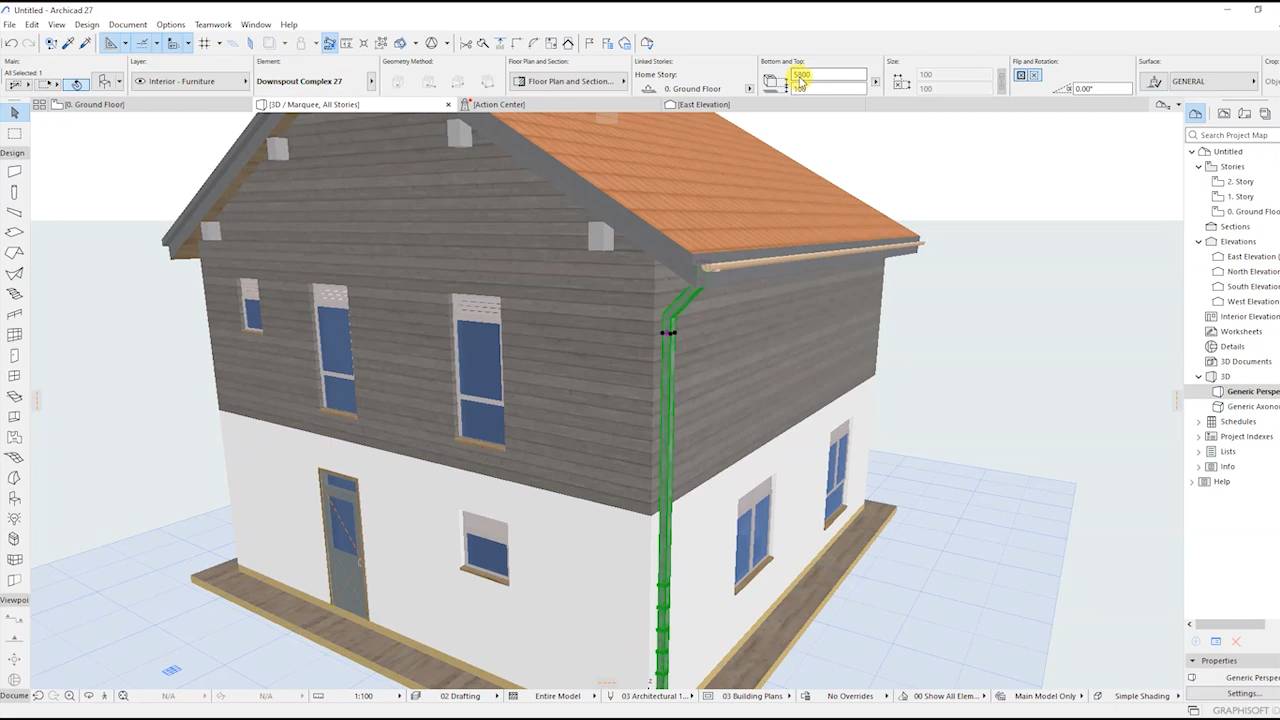 Untitled - Archicad 27
File Edit View Design Document Options Teamwork Window Help
Main: Layer: Element: Geometry Method: Floor Plan and Section: Linked Stories: Bottom and Top: Size: Flip and Rotation: Surface: Crop:
All Selected: 1
Interior - Furniture
Downspout Complex 27
Floor Plan and Section...
Home Story:
0. Ground Floor
5800
100
100
100
0.00°
GENERAL
[0. Ground Floor]
[3D / Marquee, All Stories]
[Action Center]
[East Elevation]
Search Project Map
Design
Untitled
Stories
2. Story
1. Story
0. Ground Floo
Sections
Elevations
East Elevation (
North Elevation
South Elevation
West Elevation
Interior Elevation
Worksheets
Details
3D Documents
3D
Generic Perspe
Generic Axono
Schedules
Project Indexes
Lists
Info
Help
Viewpoi
Properties
Generic Perspe
Docume
N/A
N/A
1:100
02 Drafting
Entire Model
03 Architectural 1...
03 Building Plans
No Overrides
00 Show All Elem...
Main Model Only
Simple Shading
Settings...
GRAPHISOFT ID